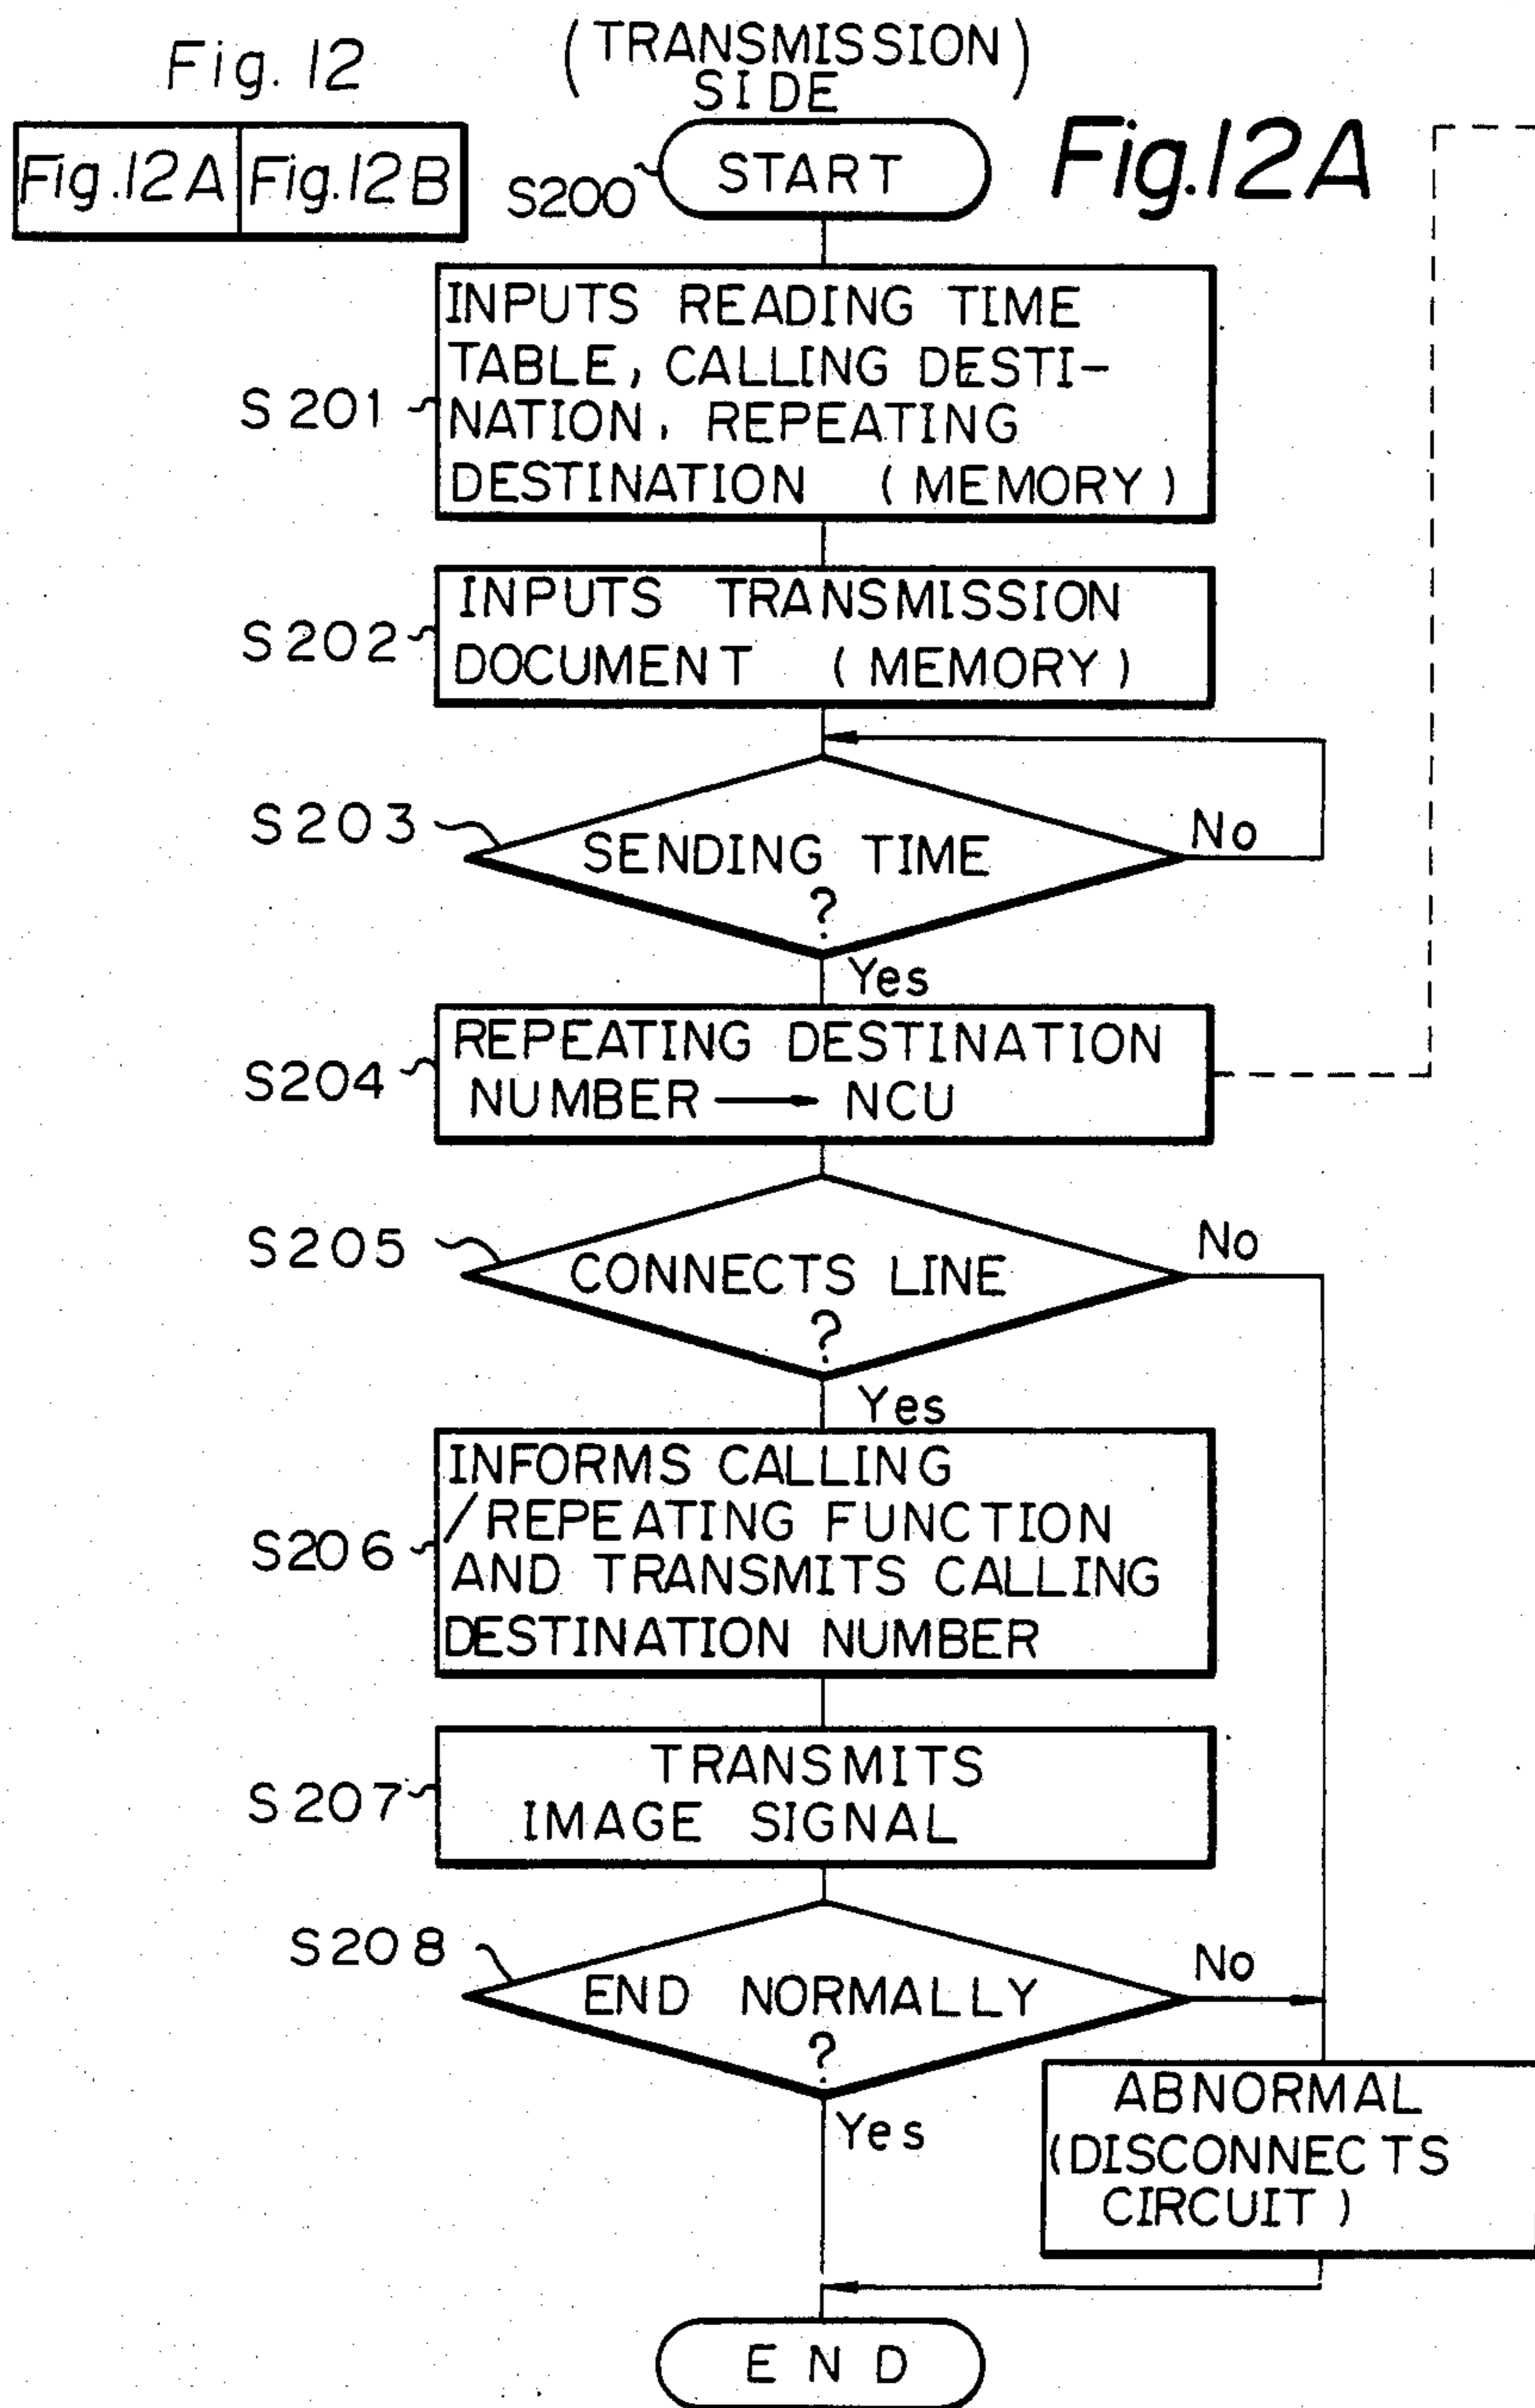 Fig. 12
Fig.12A Fig.12B
(TRANSMISSION)
SIDE
Fig.12A
S200
START
S201
INPUTS READING TIME
TABLE, CALLING DESTI-
NATION, REPEATING
DESTINATION (MEMORY)
S202
INPUTS TRANSMISSION
DOCUMENT (MEMORY)
S203
SENDING TIME
?
No
Yes
S204
REPEATING DESTINATION
NUMBER → NCU
S205
CONNECTS LINE
?
No
Yes
S206
INFORMS CALLING
/REPEATING FUNCTION
AND TRANSMITS CALLING
DESTINATION NUMBER
S207
TRANSMITS
IMAGE SIGNAL
S208
END NORMALLY
?
No
Yes
ABNORMAL
(DISCONNECTS
CIRCUIT)
END